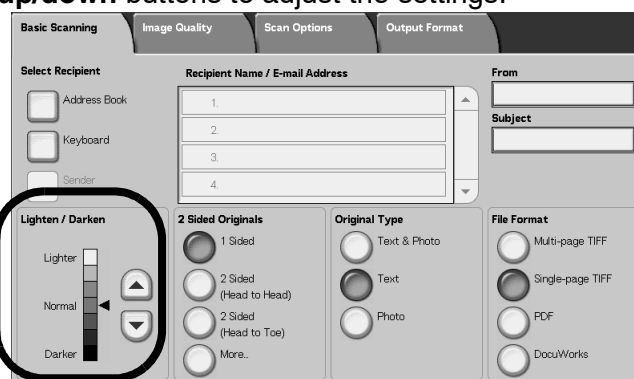 up/down buttons to adjust the settings.
Basic Scanning
Image Quality
Scan Options
Output Format
Select Recipient
Address Book
Keyboard
Sender
Recipient Name / E-mail Address
1.
2.
3.
4.
From
Subject
Lighten / Darken
Lighter
Normal
Darker
2 Sided Originals
1 Sided
2 Sided
(Head to Head)
2 Sided
(Head to Toe)
More..
Original Type
Text & Photo
Text
Photo
File Format
Multi-page TIFF
Single-page TIFF
PDF
DocuWorks